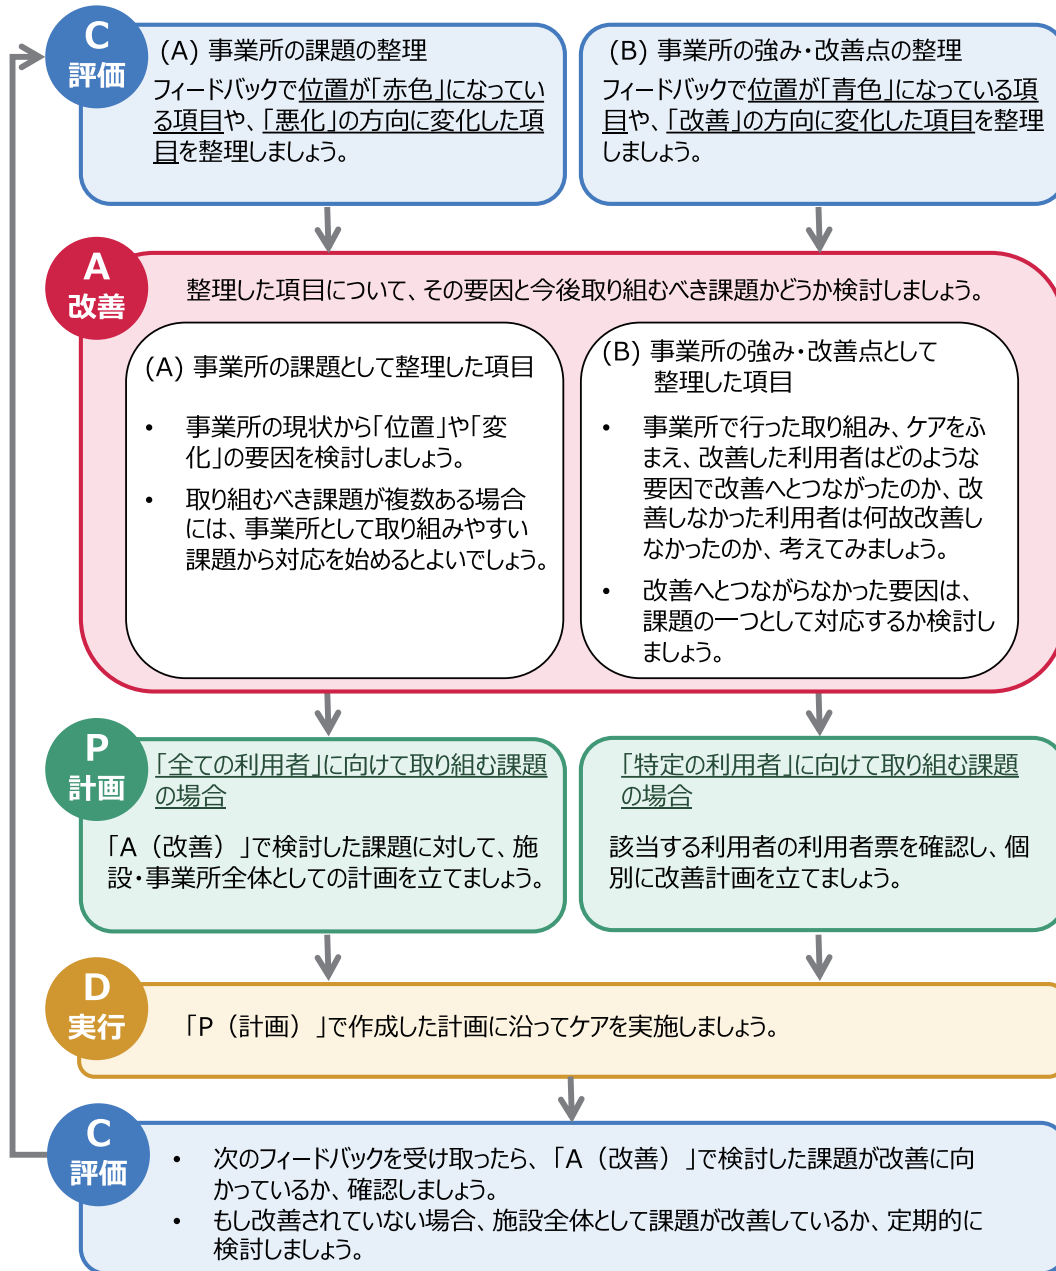 C
評価
(A) 事業所の課題の整理
フィードバックで位置が「赤色」になってい
る項目や、「悪化」の方向に変化した項
目を整理しましょう。
(B) 事業所の強み・改善点の整理
フィードバックで位置が「青色」になっている項
目や、「改善」の方向に変化した項目を整理
しましょう。
A
改善
整理した項目について、その要因と今後取り組むべき課題かどうか検討しましょう。
(A) 事業所の課題として整理した項目
• 事業所の現状から「位置」や「変
化」の要因を検討しましょう。
• 取り組むべき課題が複数ある場合
には、事業所として取り組みやすい
課題から対応を始めるとよいでしょう。
(B) 事業所の強み・改善点として
整理した項目
• 事業所で行った取り組み、ケアをふ
まえ、改善した利用者はどのような
要因で改善へとつながったのか、改
善しなかった利用者は何故改善し
なかったのか、考えてみましょう。
• 改善へとつながらなかった要因は、
課題の一つとして対応するか検討し
ましょう。
P
計画
「全ての利用者」に向けて取り組む課題
の場合
「A（改善）」で検討した課題に対して、施
設・事業所全体としての計画を立てましょう。
「特定の利用者」に向けて取り組む課題
の場合
該当する利用者の利用者票を確認し、個
別に改善計画を立てましょう。
D
実行
「P（計画）」で作成した計画に沿ってケアを実施しましょう。
C
評価
• 次のフィードバックを受け取ったら、「A（改善）」で検討した課題が改善に向
かっているか、確認しましょう。
• もし改善されていない場合、施設全体として課題が改善しているか、定期的に
検討しましょう。